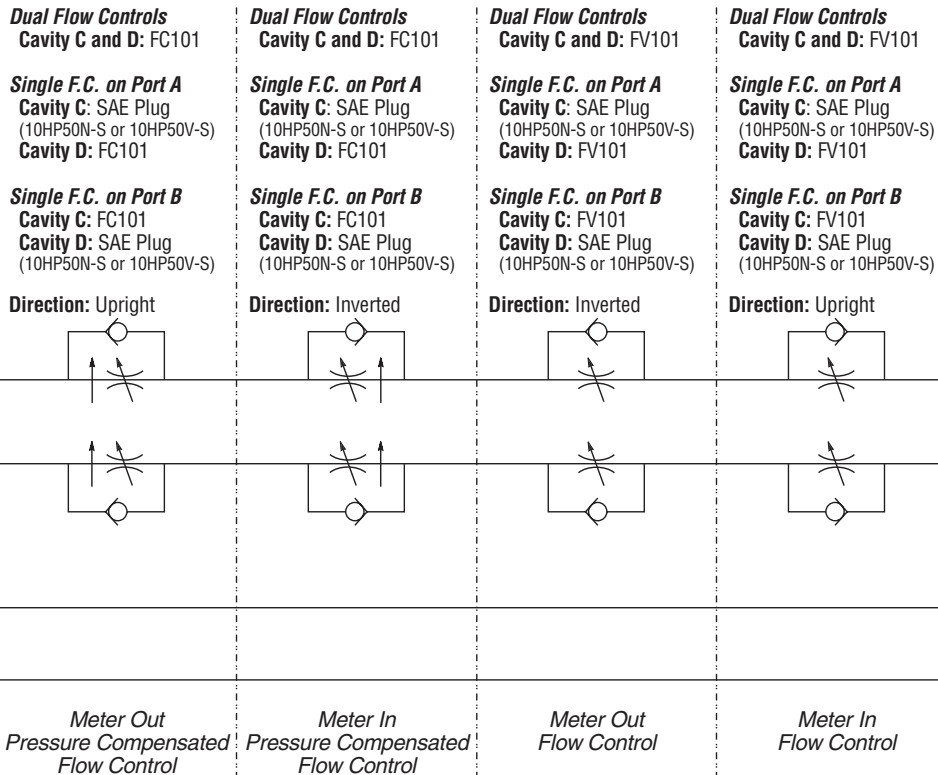 Dual Flow Controls
Cavity C and D: FC101
Single F.C. on Port A
Cavity C: SAE Plug
(10HP50N-S or 10HP50V-S)
Cavity D: FC101
Single F.C. on Port B
Cavity C: FC101
Cavity D: SAE Plug
(10HP50N-S or 10HP50V-S)
Direction: Upright
Meter Out
Pressure Compensated
Flow Control
Dual Flow Controls
Cavity C and D: FC101
Single F.C. on Port A
Cavity C: SAE Plug
(10HP50N-S or 10HP50V-S)
Cavity D: FC101
Single F.C. on Port B
Cavity C: FC101
Cavity D: SAE Plug
(10HP50N-S or 10HP50V-S)
Direction: Inverted
Meter In
Pressure Compensated
Flow Control
Dual Flow Controls
Cavity C and D: FV101
Single F.C. on Port A
Cavity C: SAE Plug
(10HP50N-S or 10HP50V-S)
Cavity D: FV101
Single F.C. on Port B
Cavity C: FV101
Cavity D: SAE Plug
(10HP50N-S or 10HP50V-S)
Direction: Inverted
Meter Out
Flow Control
Dual Flow Controls
Cavity C and D: FV101
Single F.C. on Port A
Cavity C: SAE Plug
(10HP50N-S or 10HP50V-S)
Cavity D: FV101
Single F.C. on Port B
Cavity C: FV101
Cavity D: SAE Plug
(10HP50N-S or 10HP50V-S)
Direction: Upright
Meter In
Flow Control